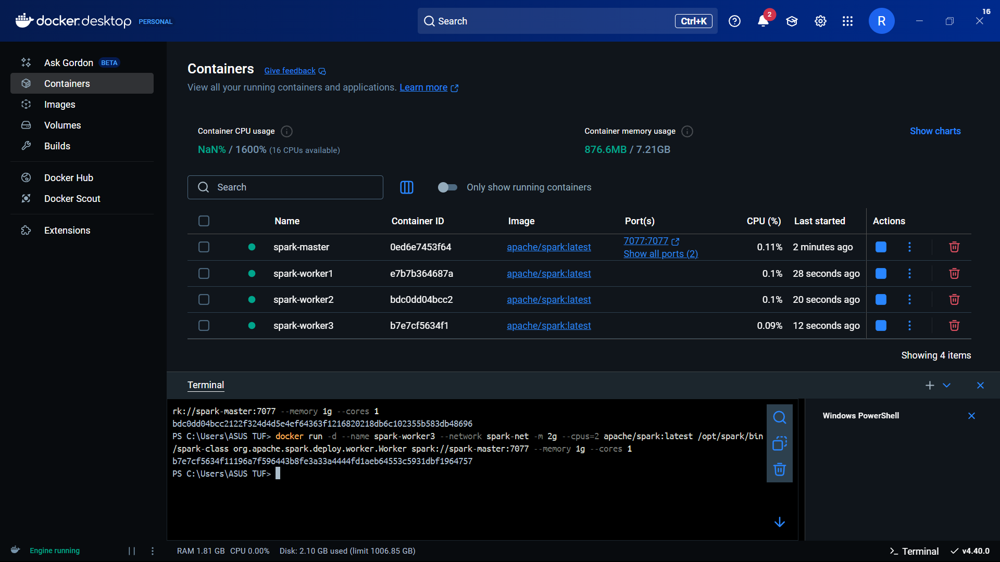 docker.desktop PERSONAL
Search Ctrl+K
2
R
16
Ask Gordon BETA
Containers
Images
Volumes
Builds
Docker Hub
Docker Scout
Extensions
Containers Give feedback
View all your running containers and applications. Learn more
Container CPU usage
NaN% / 1600% (16 CPUs available)
Container memory usage
876.6MB / 7.21GB
Show charts
Search
Only show running containers
Name Container ID Image Port(s) CPU (%) Last started Actions
spark-master 0ed6e7453f64 apache/spark:latest 7077:7077 0.11% 2 minutes ago
Show all ports (2)
spark-worker1 e7b7b364687a apache/spark:latest 0.1% 28 seconds ago
spark-worker2 bdc0dd04bcc2 apache/spark:latest 0.1% 20 seconds ago
spark-worker3 b7e7cf5634f1 apache/spark:latest 0.09% 12 seconds ago
Showing 4 items
Terminal
rk://spark-master:7077 --memory 1g --cores 1
bdc0dd04bcc2122f324d4d5e4ef64363f1216820218db6c102355b583db48696
PS C:\Users\ASUS TUF> docker run -d --name spark-worker3 --network spark-net -m 2g --cpus=2 apache/spark:latest /opt/spark/bin
/spark-class org.apache.spark.deploy.worker.Worker spark://spark-master:7077 --memory 1g --cores 1
b7e7cf5634f11196a7f596443b8fe3a33a4444fd1aeb64553c5931dbf1964757
PS C:\Users\ASUS TUF>
Windows PowerShell
Engine running
RAM 1.81 GB CPU 0.00% Disk: 2.10 GB used (limit 1006.85 GB)
Terminal
v4.40.0